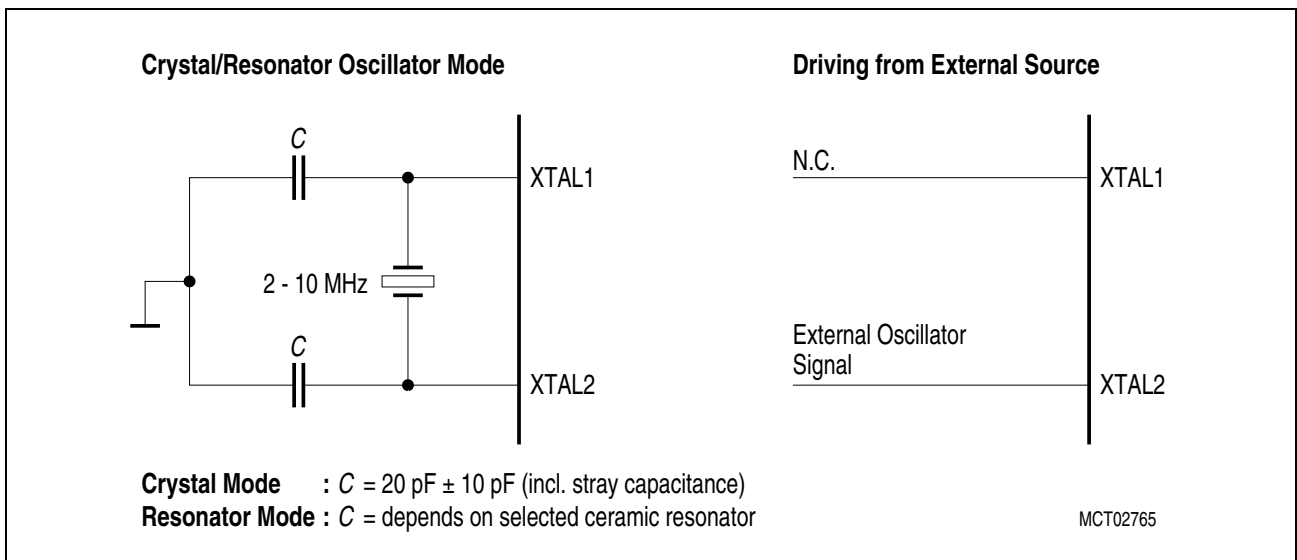 Crystal/Resonator Oscillator Mode
C
XTAL1
2 - 10 MHz
C
XTAL2
Driving from External Source
N.C.
XTAL1
External Oscillator
Signal
XTAL2
Crystal Mode : C = 20 pF ± 10 pF (incl. stray capacitance)
Resonator Mode : C = depends on selected ceramic resonator
MCT02765